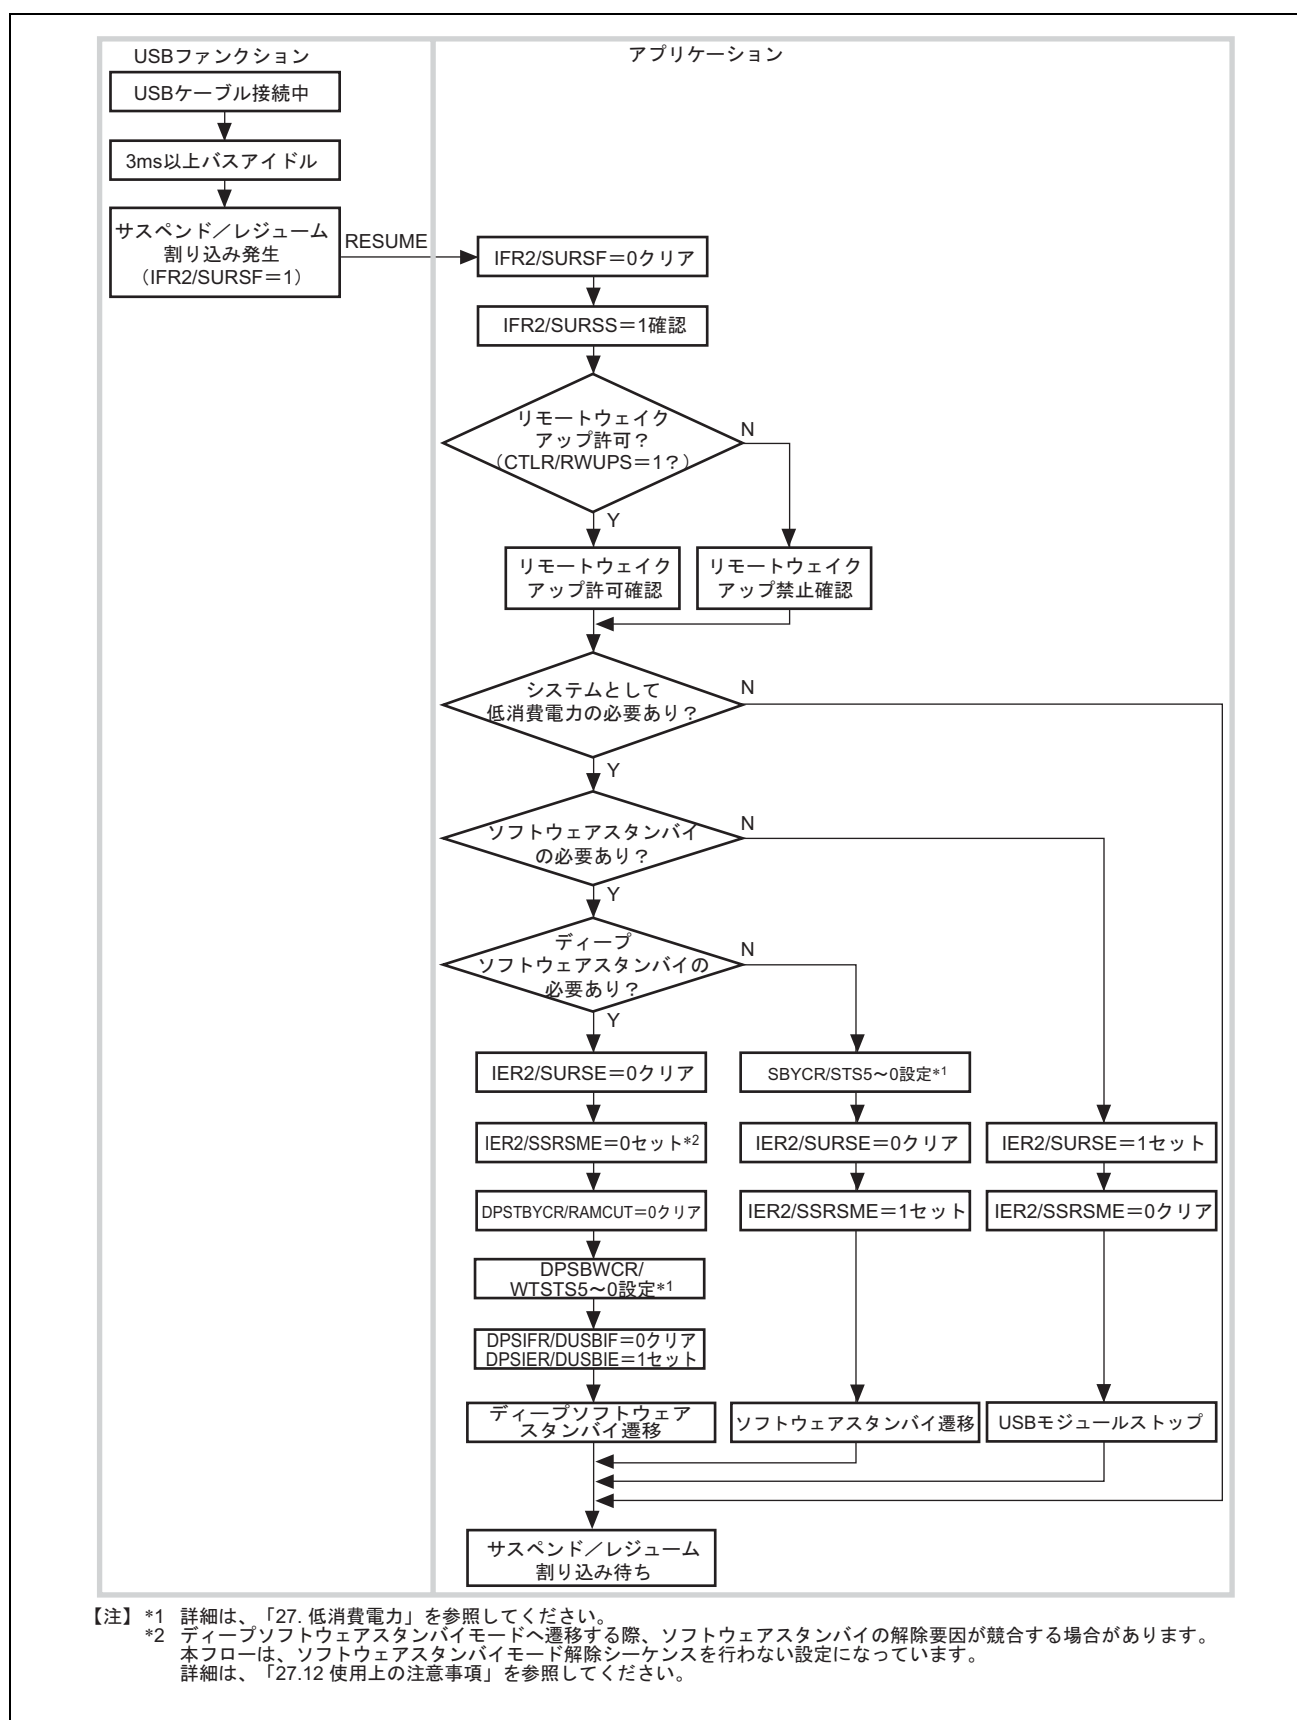 USBファンクション
アプリケーション
USBケーブル接続中
3ms以上バスアイドル
サスペンド／レジューム
割り込み発生
（IFR2/SURSF＝1）
RESUME
IFR2/SURSF＝0クリア
IFR2/SURSS＝1確認
リモートウェイク
アップ許可？
（CTLR/RWUPS＝1？）
N
Y
リモートウェイク
アップ許可確認
リモートウェイク
アップ禁止確認
システムとして
低消費電力の必要あり？
N
Y
ソフトウェアスタンバイ
の必要あり？
N
Y
ディープ
ソフトウェアスタンバイの
必要あり？
N
Y
IER2/SURSE＝0クリア
SBYCR/STS5〜0設定*1
IER2/SSRSME＝0セット*2
IER2/SURSE＝0クリア
IER2/SURSE＝1セット
DPSTBYCR/RAMCUT＝0クリア
IER2/SSRSME＝1セット
IER2/SSRSME＝0クリア
DPSBWCR/
WTSTS5〜0設定*1
DPSIFR/DUSBIF＝0クリア
DPSIER/DUSBIE＝1セット
ディープソフトウェア
スタンバイ遷移
ソフトウェアスタンバイ遷移
USBモジュールストップ
サスペンド／レジューム
割り込み待ち
【注】 *1 詳細は、「27. 低消費電力」を参照してください。
*2 ディープソフトウェアスタンバイモードへ遷移する際、ソフトウェアスタンバイの解除要因が競合する場合があります。
本フローは、ソフトウェアスタンバイモード解除シーケンスを行わない設定になっています。
詳細は、「27.12 使用上の注意事項」を参照してください。